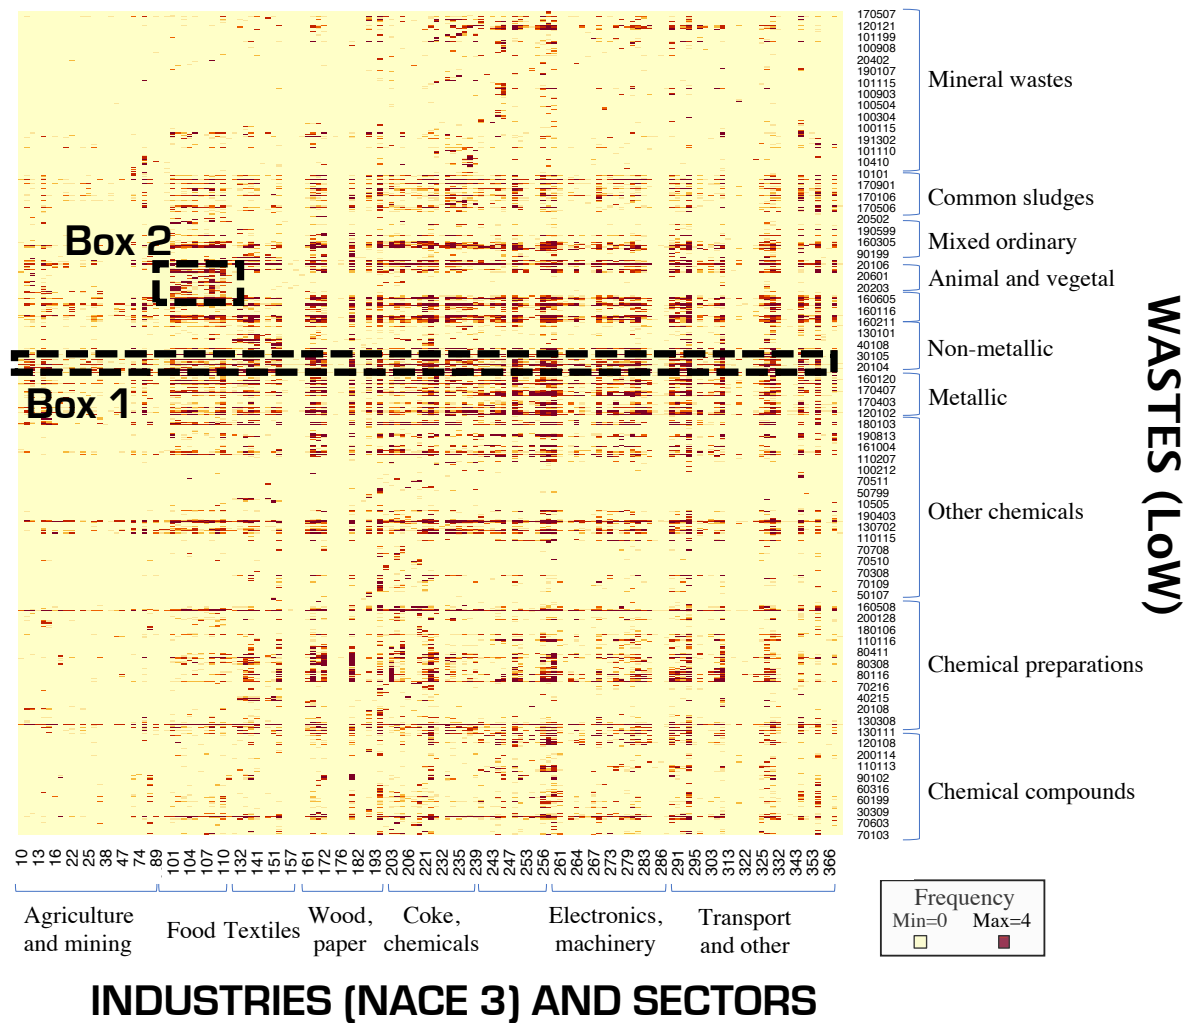 170507
120121
101199
100908
20402
190107
101115
100903
100504
100304
100115
191302
101110
10410
10101
170901
170106
170506
20502
190599
160305
90199
20106
20601
20203
160605
160116
160211
130101
40108
30105
20104
160120
170407
170403
120102
180103
190813
161004
110207
100212
70511
50799
10505
190403
130702
110115
70708
70510
70308
70109
50107
160508
200128
180106
110116
80411
80308
80116
70216
40215
20108
130308
130111
120108
200114
110113
90102
60316
60199
30309
70603
70103
Mineral wastes
Common sludges
Mixed ordinary
Animal and vegetal
Non-metallic
Metallic
Other chemicals
Chemical preparations
Chemical compounds
WASTES (LoW)
Box 2
Box 1
10 13 16 22 25 38 47 74 89 101 104 107 110 132 141 151 157 161 172 176 182 193 203 206 221 232 235 239 243 247 253 256 261 264 267 273 279 283 286 291 295 303 313 322 325 332 343 353 366
Agriculture
and mining
Food
Textiles
Wood,
paper
Coke,
chemicals
Electronics,
machinery
Transport
and other
Frequency
Min=0 Max=4
INDUSTRIES (NACE 3) AND SECTORS